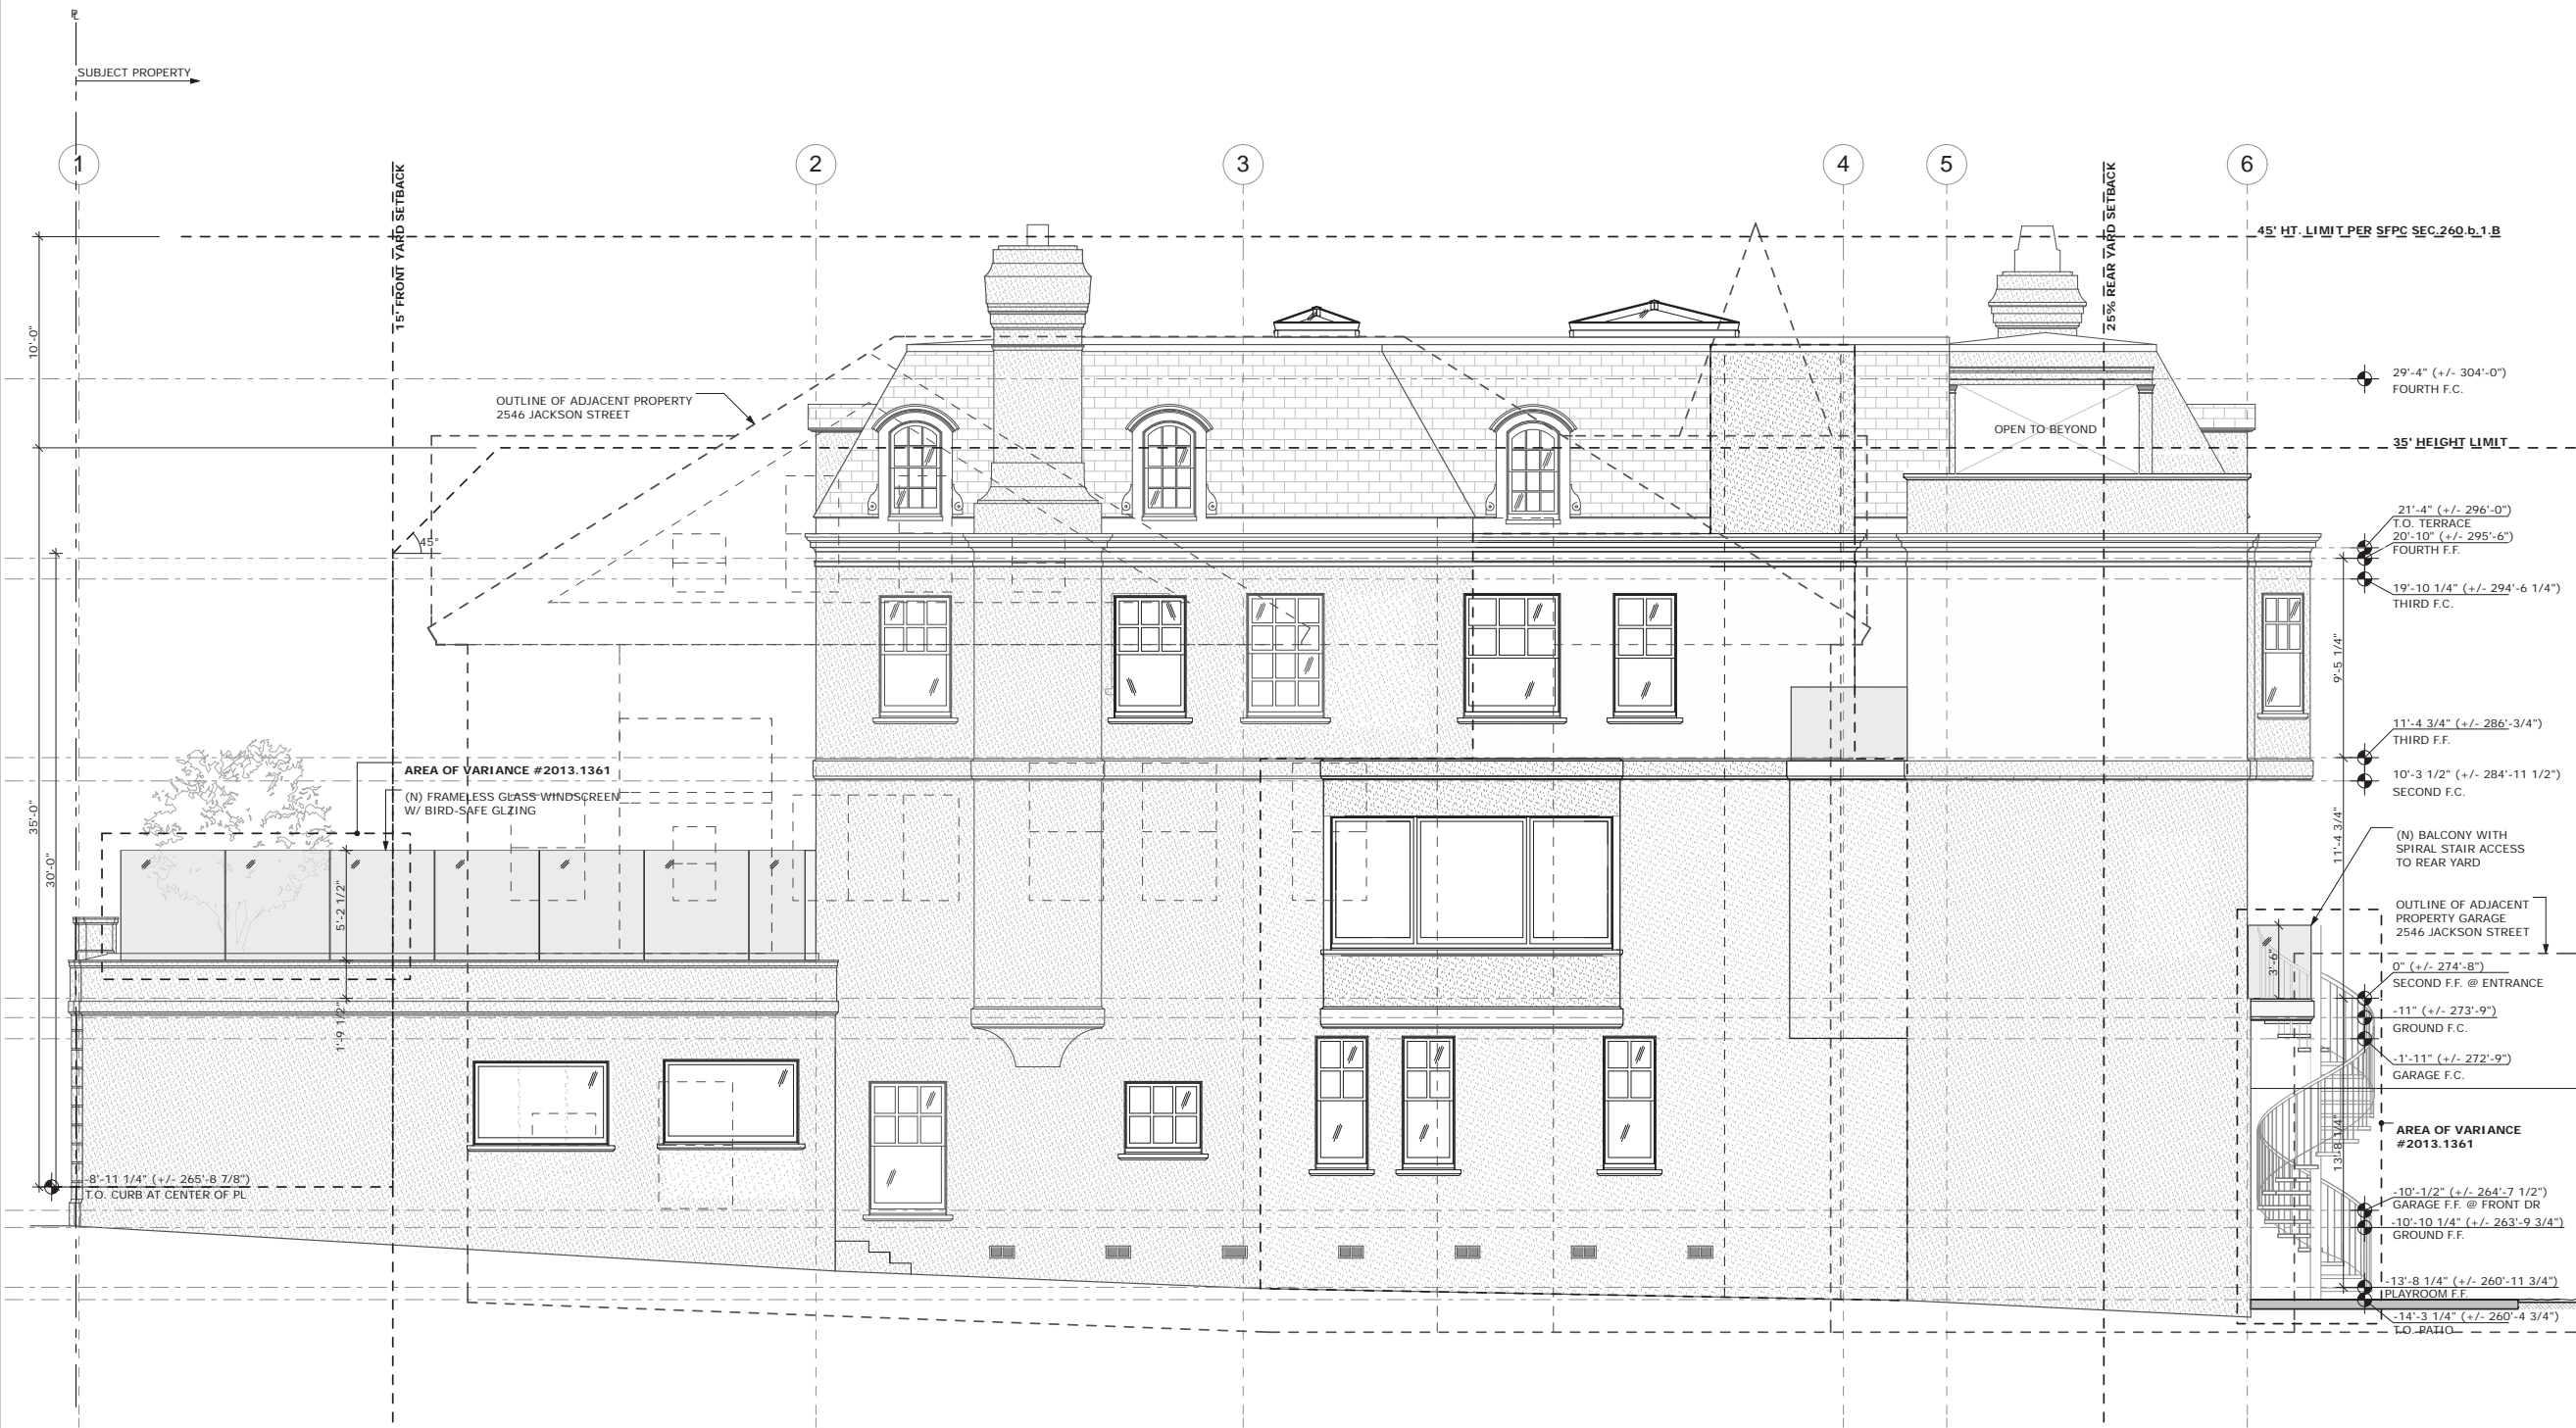 PL
SUBJECT PROPERTY
1
2
3
4
5
6
15' FRONT YARD SETBACK
25% REAR YARD SETBACK
45' HT. LIMIT PER SFPC SEC.260.b.1.B
10'-0"
OUTLINE OF ADJACENT PROPERTY
2546 JACKSON STREET
29'-4" (+/- 304'-0")
FOURTH F.C.
OPEN TO BEYOND
35' HEIGHT LIMIT
45°
21'-4" (+/- 296'-0")
T.O. TERRACE
20'-10" (+/- 295'-6")
FOURTH F.F.
19'-10 1/4" (+/- 294'-6 1/4")
THIRD F.C.
9'-5 1/4"
11'-4 3/4" (+/- 286'-3/4")
THIRD F.F.
10'-3 1/2" (+/- 284'-11 1/2")
SECOND F.C.
AREA OF VARIANCE #2013.1361
(N) FRAMELESS GLASS WINDSCREEN
W/ BIRD-SAFE GLZING
35'-0"
30'-0"
5'-2 1/2"
1'-9 1/2"
11'-4 3/4"
(N) BALCONY WITH
SPIRAL STAIR ACCESS
TO REAR YARD
OUTLINE OF ADJACENT
PROPERTY GARAGE
2546 JACKSON STREET
3'-6"
0" (+/- 274'-8")
SECOND F.F. @ ENTRANCE
-11" (+/- 273'-9")
GROUND F.C.
-1'-11" (+/- 272'-9")
GARAGE F.C.
AREA OF VARIANCE
#2013.1361
13'-8 1/4"
-8'-11 1/4" (+/- 265'-8 7/8")
T.O. CURB AT CENTER OF PL
-10'-1/2" (+/- 264'-7 1/2")
GARAGE F.F. @ FRONT DR
-10'-10 1/4" (+/- 263'-9 3/4")
GROUND F.F.
-13'-8 1/4" (+/- 260'-11 3/4")
PLAYROOM F.F.
-14'-3 1/4" (+/- 260'-4 3/4")
T.O. PATIO